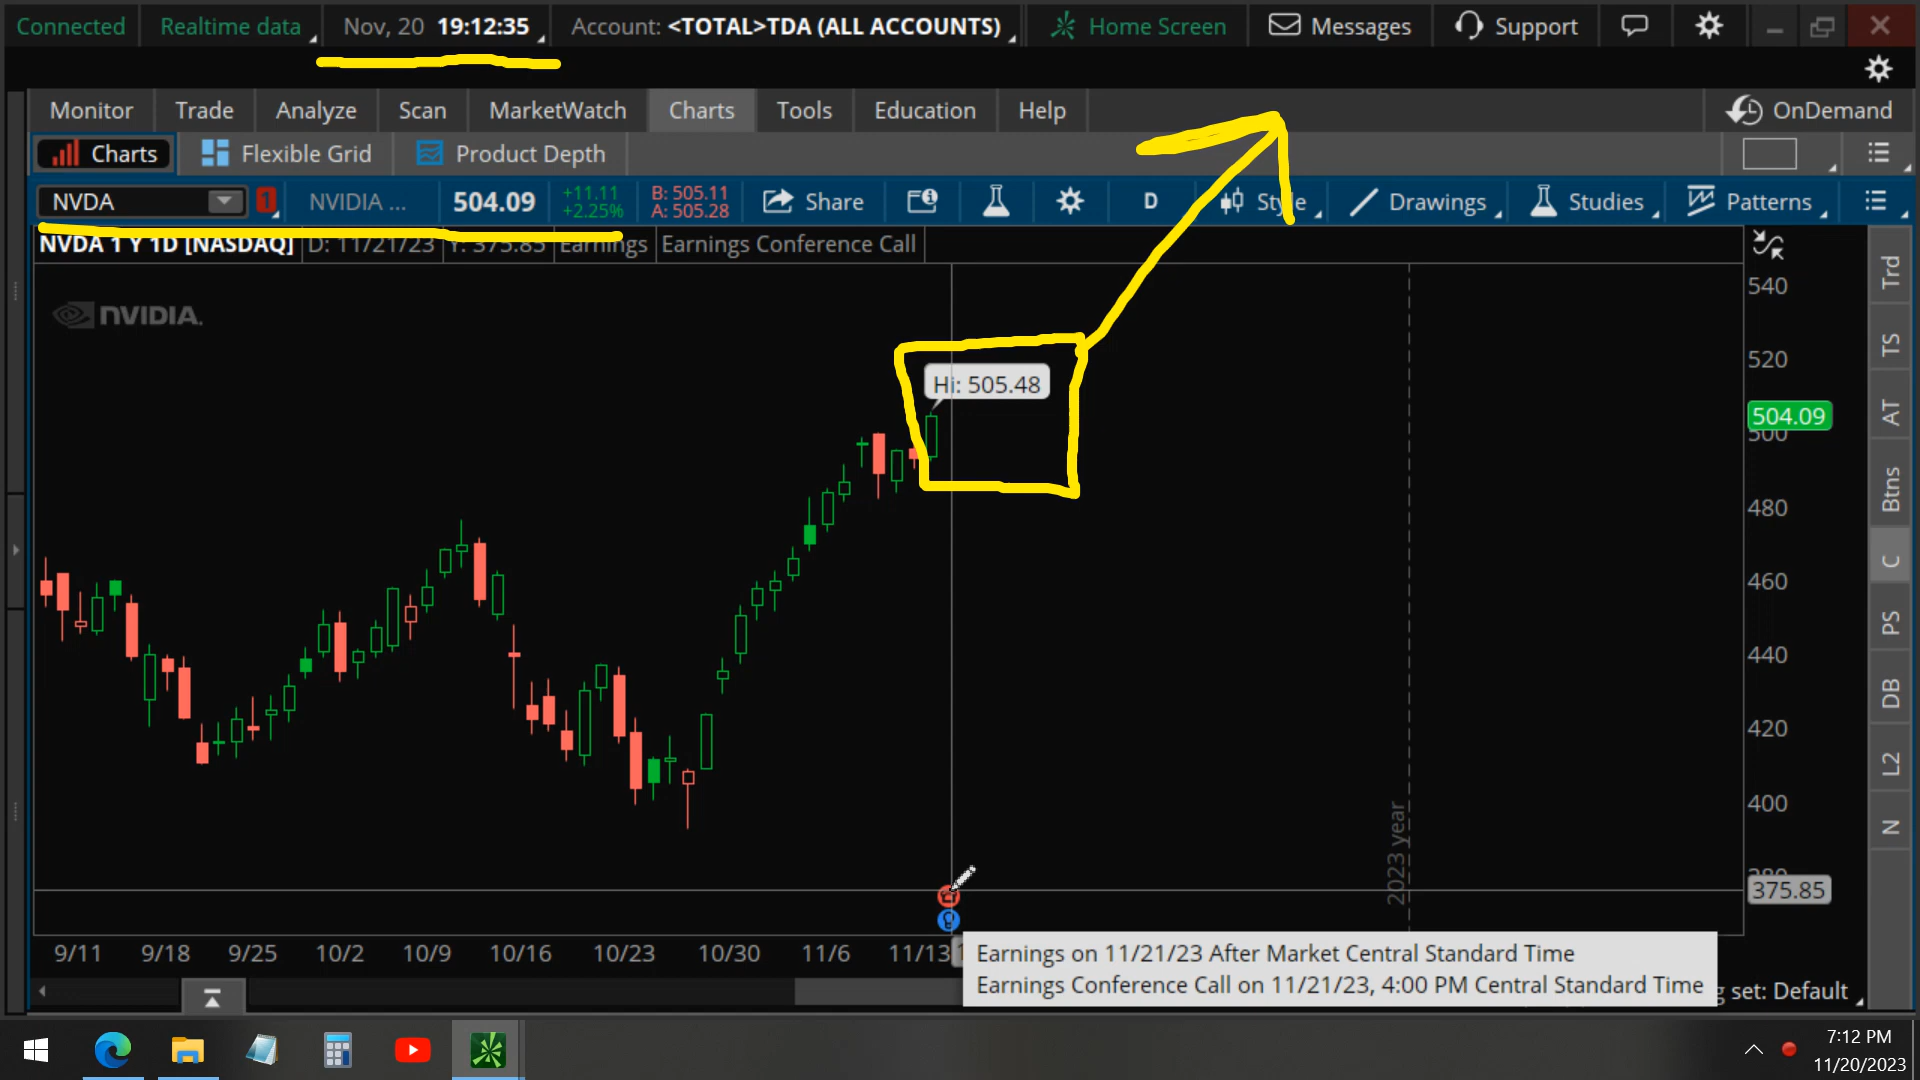 Connected Realtime data Nov, 20 19:12:35 Account: <TOTAL>TDA (ALL ACCOUNTS) Home Screen Messages Support
Monitor Trade Analyze Scan MarketWatch Charts Tools Education Help OnDemand
Charts Flexible Grid Product Depth
NVDA 1 NVIDIA ... 504.09 +11.11 B: 505.11 Share D Style Drawings Studies Patterns
+2.25% A: 505.28
NVDA 1 Y 1D [NASDAQ] D: 11/21/23 Y: 375.85 Earnings Earnings Conference Call
NVIDIA.
Hi: 505.48
540
520
504.09
500
480
460
440
420
400
380
375.85
2023 year
Trd
TS
AT
Btns
C
PS
DB
L2
N
9/11 9/18 9/25 10/2 10/9 10/16 10/23 10/30 11/6 11/13
Earnings on 11/21/23 After Market Central Standard Time
Earnings Conference Call on 11/21/23, 4:00 PM Central Standard Time
set: Default
7:12 PM
11/20/2023